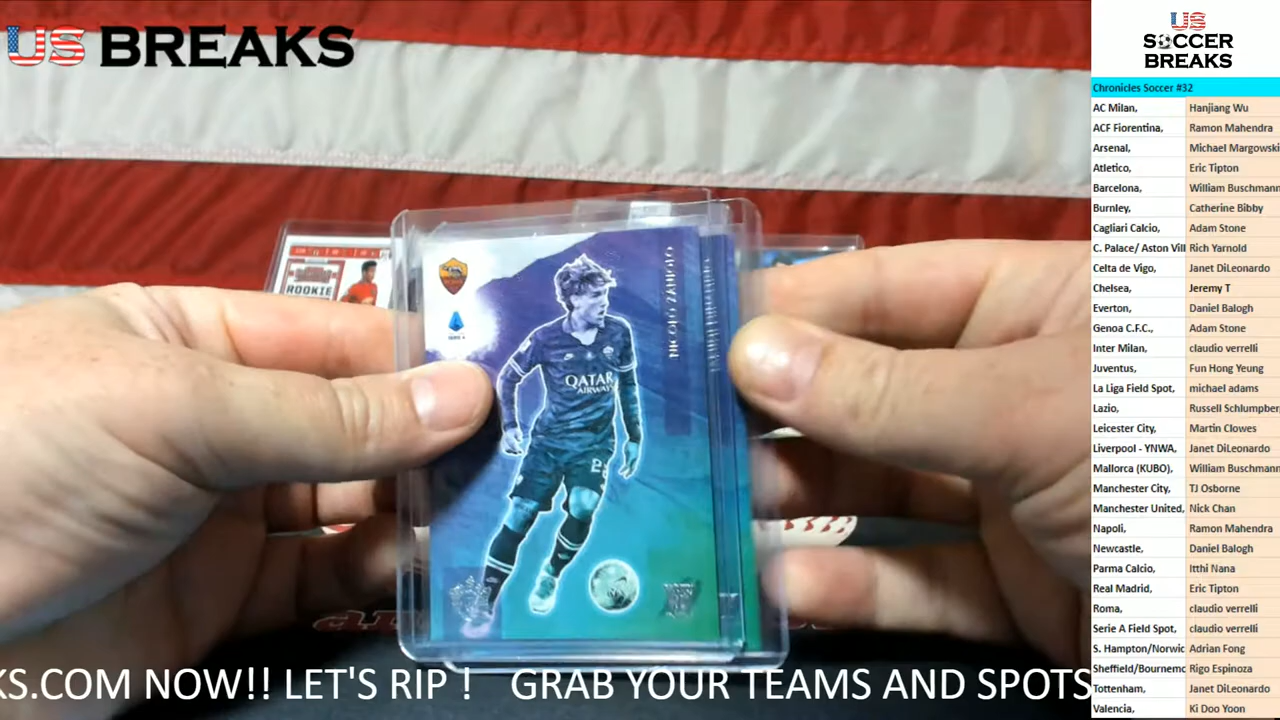 US BREAKS
US
SOCCER
BREAKS
Chronicles Soccer #32
AC Milan, Hanjiang Wu
ACF Fiorentina, Ramon Mahendra
Arsenal, Michael Margowski
Atletico, Eric Tipton
Barcelona, William Buschmann
Burnley, Catherine Bibby
Cagliari Calcio, Adam Stone
C. Palace/ Aston Vill Rich Yarnold
Celta de Vigo, Janet DiLeonardo
Chelsea, Jeremy T
Everton, Daniel Balogh
Genoa C.F.C., Adam Stone
Inter Milan, claudio verrelli
Juventus, Fun Hong Yeung
La Liga Field Spot, michael adams
Lazio, Russell Schlumpber
Leicester City, Martin Clowes
Liverpool - YNWA, Janet DiLeonardo
Mallorca (KUBO), William Buschmann
Manchester City, TJ Osborne
Manchester United, Nick Chan
Napoli, Ramon Mahendra
Newcastle, Daniel Balogh
Parma Calcio, Itthi Nana
Real Madrid, Eric Tipton
Roma, claudio verrelli
Serie A Field Spot, claudio verrelli
S. Hampton/Norwic Adrian Fong
Sheffield/Bournemc Rigo Espinoza
Tottenham, Janet DiLeonardo
Valencia, Ki Doo Yoon
ROOKIE
NICOLÒ ZANIOLO
SERIE A
QATAR
AIRWAYS
KS.COM NOW!! LET'S RIP ! GRAB YOUR TEAMS AND SPOTS